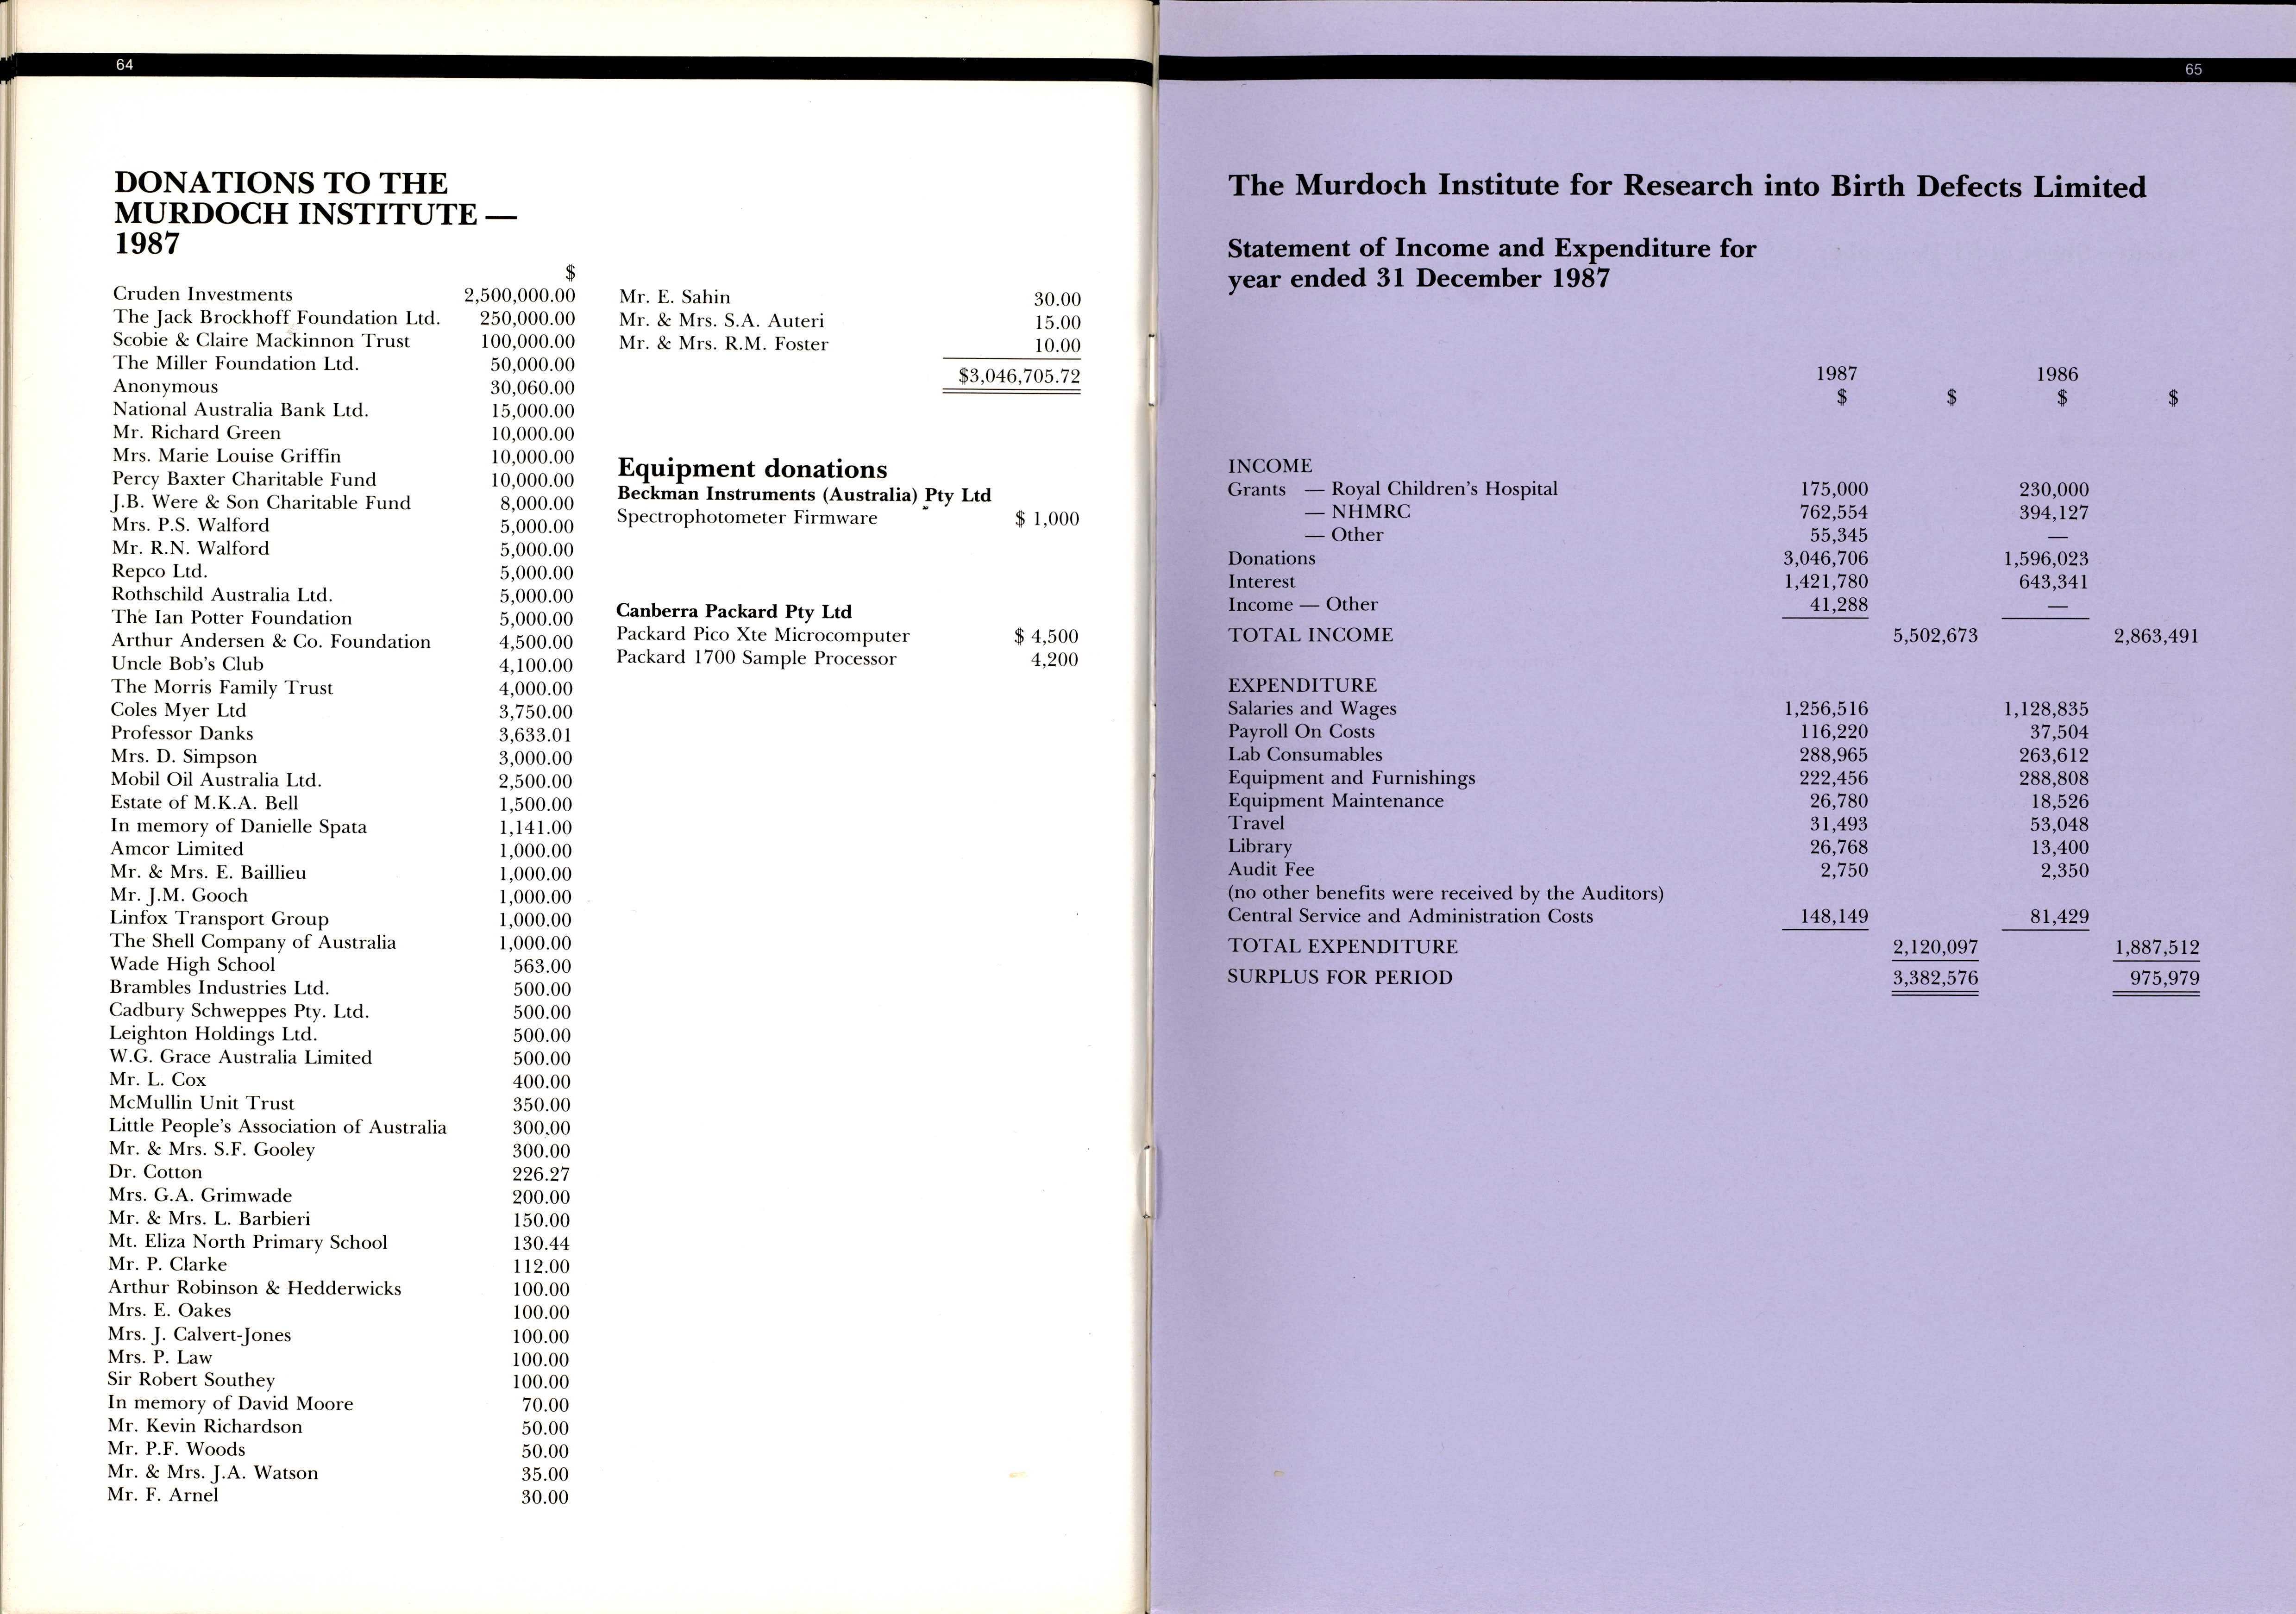 64
DONATIONS TO THE
MURDOCH INSTITUTE —
1987
$
Cruden Investments 2,500,000.00
The Jack Brockhoff Foundation Ltd. 250,000.00
Scobie & Claire Mackinnon Trust 100,000.00
The Miller Foundation Ltd. 50,000.00
Anonymous 30,060.00
National Australia Bank Ltd. 15,000.00
Mr. Richard Green 10,000.00
Mrs. Marie Louise Griffin 10,000.00
Percy Baxter Charitable Fund 10,000.00
J.B. Were & Son Charitable Fund 8,000.00
Mrs. P.S. Walford 5,000.00
Mr. R.N. Walford 5,000.00
Repco Ltd. 5,000.00
Rothschild Australia Ltd. 5,000.00
The Ian Potter Foundation 5,000.00
Arthur Andersen & Co. Foundation 4,500.00
Uncle Bob's Club 4,100.00
The Morris Family Trust 4,000.00
Coles Myer Ltd 3,750.00
Professor Danks 3,633.01
Mrs. D. Simpson 3,000.00
Mobil Oil Australia Ltd. 2,500.00
Estate of M.K.A. Bell 1,500.00
In memory of Danielle Spata 1,141.00
Amcor Limited 1,000.00
Mr. & Mrs. E. Baillieu 1,000.00
Mr. J.M. Gooch 1,000.00
Linfox Transport Group 1,000.00
The Shell Company of Australia 1,000.00
Wade High School 563.00
Brambles Industries Ltd. 500.00
Cadbury Schweppes Pty. Ltd. 500.00
Leighton Holdings Ltd. 500.00
W.G. Grace Australia Limited 500.00
Mr. L. Cox 400.00
McMullin Unit Trust 350.00
Little People's Association of Australia 300.00
Mr. & Mrs. S.F. Gooley 300.00
Dr. Cotton 226.27
Mrs. G.A. Grimwade 200.00
Mr. & Mrs. L. Barbieri 150.00
Mt. Eliza North Primary School 130.44
Mr. P. Clarke 112.00
Arthur Robinson & Hedderwicks 100.00
Mrs. E. Oakes 100.00
Mrs. J. Calvert-Jones 100.00
Mrs. P. Law 100.00
Sir Robert Southey 100.00
In memory of David Moore 70.00
Mr. Kevin Richardson 50.00
Mr. P.F. Woods 50.00
Mr. & Mrs. J.A. Watson 35.00
Mr. F. Arnel 30.00
Mr. E. Sahin 30.00
Mr. & Mrs. S.A. Auteri 15.00
Mr. & Mrs. R.M. Foster 10.00
$3,046,705.72
Equipment donations
Beckman Instruments (Australia) Pty Ltd
Spectrophotometer Firmware $ 1,000
Canberra Packard Pty Ltd
Packard Pico Xte Microcomputer $ 4,500
Packard 1700 Sample Processor 4,200
65
The Murdoch Institute for Research into Birth Defects Limited
Statement of Income and Expenditure for
year ended 31 December 1987
1987 1986
$ $ $ $
INCOME
Grants — Royal Children's Hospital 175,000 230,000
— NHMRC 762,554 394,127
— Other 55,345 —
Donations 3,046,706 1,596,023
Interest 1,421,780 643,341
Income — Other 41,288 —
TOTAL INCOME 5,502,673 2,863,491
EXPENDITURE
Salaries and Wages 1,256,516 1,128,835
Payroll On Costs 116,220 37,504
Lab Consumables 288,965 263,612
Equipment and Furnishings 222,456 288,808
Equipment Maintenance 26,780 18,526
Travel 31,493 53,048
Library 26,768 13,400
Audit Fee 2,750 2,350
(no other benefits were received by the Auditors)
Central Service and Administration Costs 148,149 81,429
TOTAL EXPENDITURE 2,120,097 1,887,512
SURPLUS FOR PERIOD 3,382,576 975,979